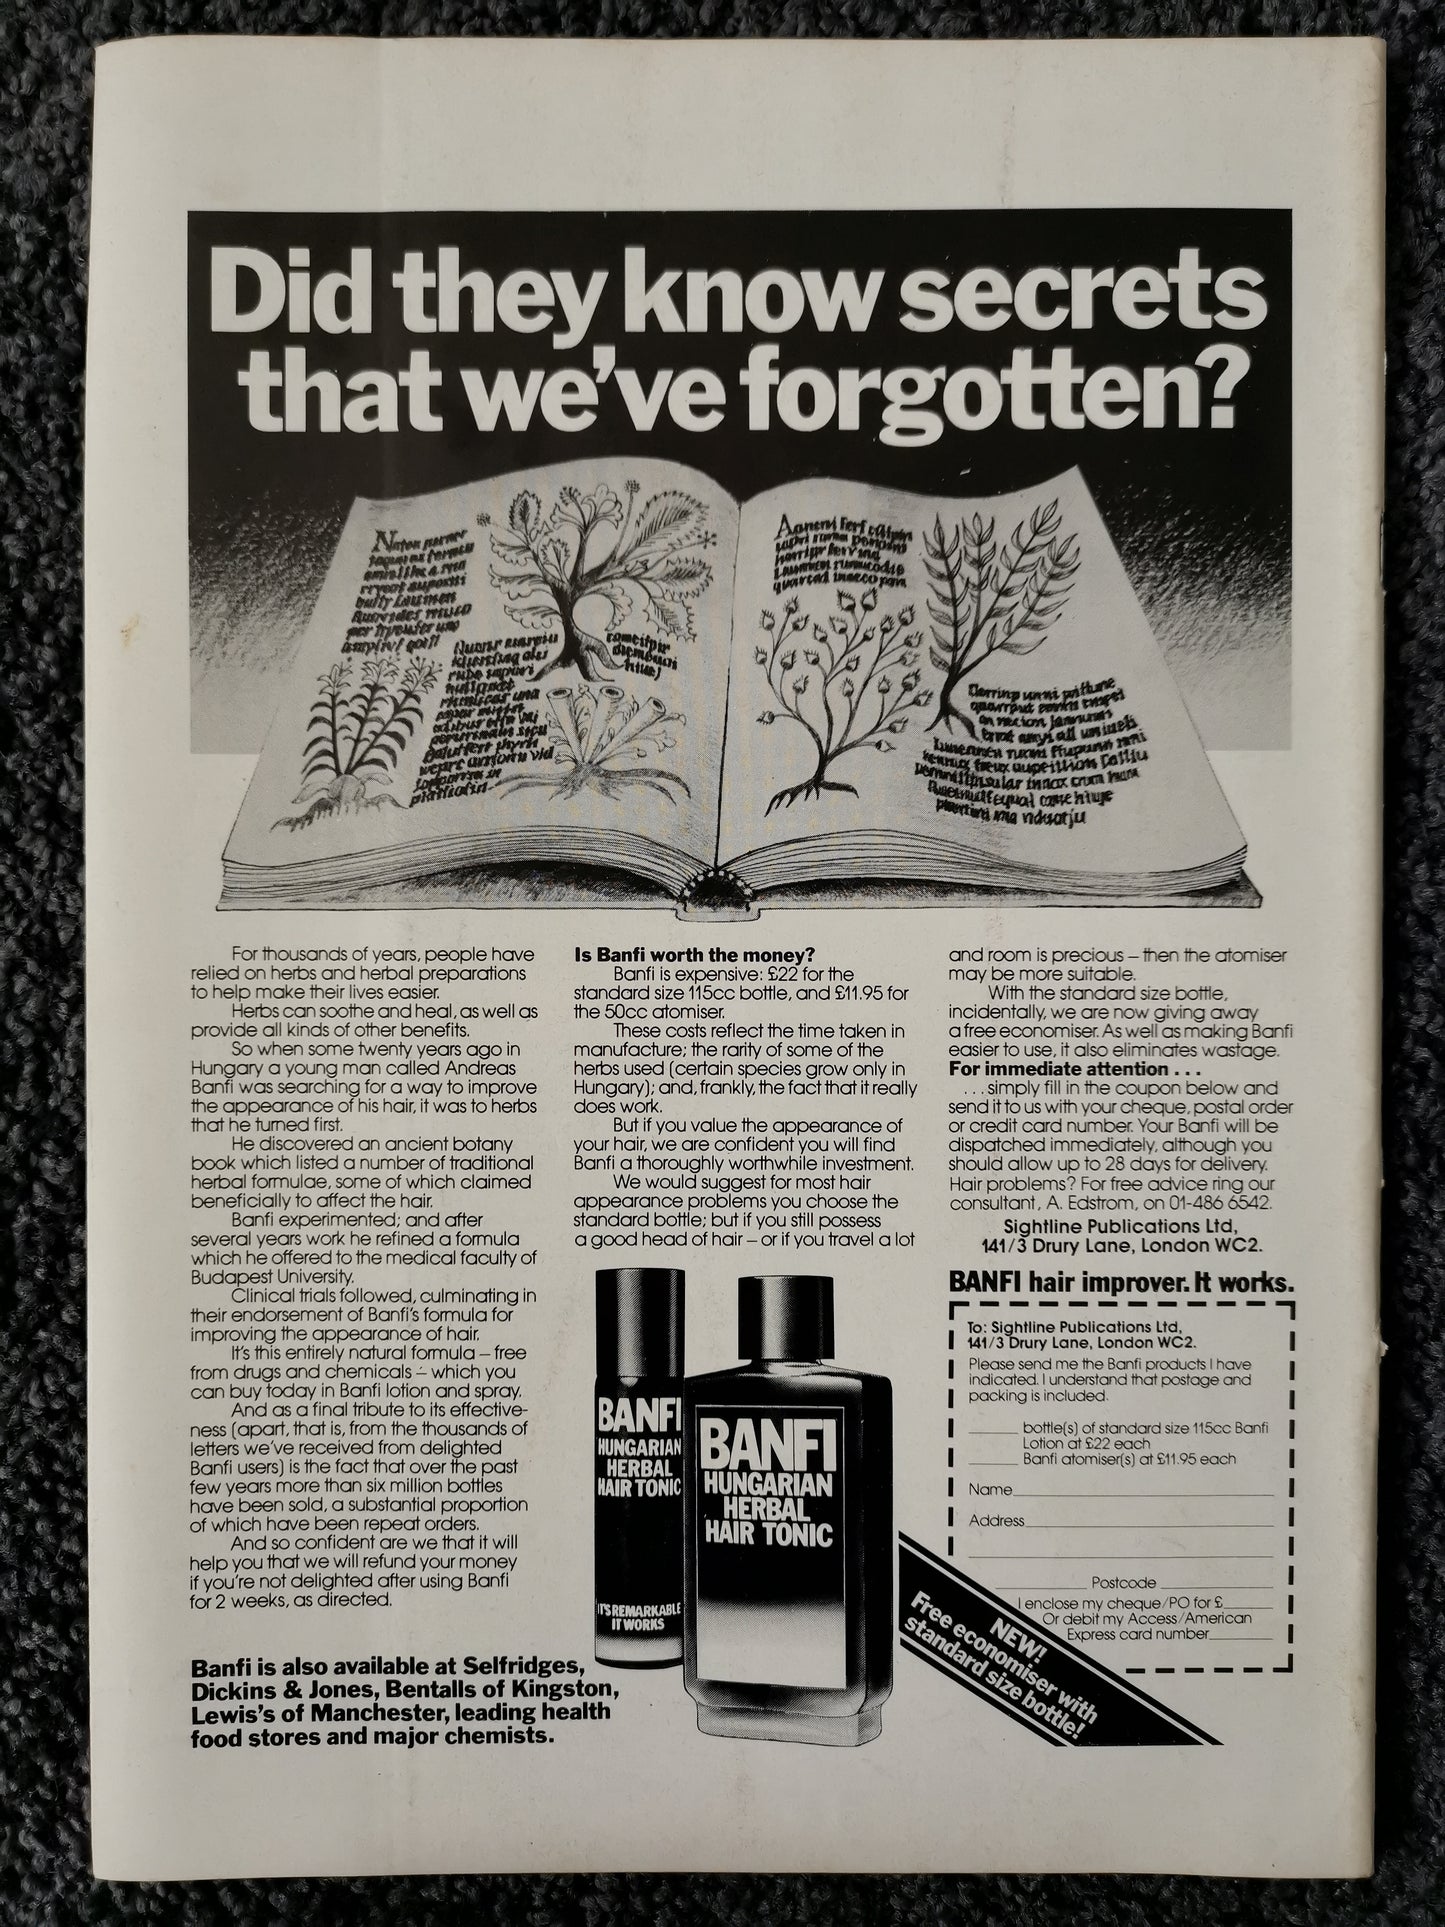 Did they know secrets
that we've forgotten?
For thousands of years, people have
relied on herbs and herbal preparations
to help make their lives easier.
Herbs can soothe and heal, as well as
provide all kinds of other benefits.
So when some twenty years ago in
Hungary a young man called Andreas
Banfi was searching for a way to improve
the appearance of his hair, it was to herbs
that he turned first.
He discovered an ancient botany
book which listed a number of traditional
herbal formulae, some of which claimed
beneficially to affect the hair.
Banfi experimented; and after
several years work he refined a formula
which he offered to the medical faculty of
Budapest University.
Clinical trials followed, culminating in
their endorsement of Banfi's formula for
improving the appearance of hair.
It's this entirely natural formula – free
from drugs and chemicals – which you
can buy today in Banfi lotion and spray.
And as a final tribute to its effective-
ness (apart, that is, from the thousands of
letters we've received from delighted
Banfi users) is the fact that over the past
few years more than six million bottles
have been sold, a substantial proportion
of which have been repeat orders.
And so confident are we that it will
help you that we will refund your money
if you're not delighted after using Banfi
for 2 weeks, as directed.
Banfi is also available at Selfridges,
Dickins & Jones, Bentalls of Kingston,
Lewis's of Manchester, leading health
food stores and major chemists.
Is Banfi worth the money?
Banfi is expensive: £22 for the
standard size 115cc bottle, and £11.95 for
the 50cc atomiser.
These costs reflect the time taken in
manufacture; the rarity of some of the
herbs used (certain species grow only in
Hungary); and, frankly, the fact that it really
does work.
But if you value the appearance of
your hair, we are confident you will find
Banfi a thoroughly worthwhile investment.
We would suggest for most hair
appearance problems you choose the
standard bottle; but if you still possess
a good head of hair – or if you travel a lot
and room is precious – then the atomiser
may be more suitable.
With the standard size bottle,
incidentally, we are now giving away
a free economiser. As well as making Banfi
easier to use, it also eliminates wastage.
For immediate attention . . .
. . . simply fill in the coupon below and
send it to us with your cheque, postal order
or credit card number. Your Banfi will be
dispatched immediately, although you
should allow up to 28 days for delivery.
Hair problems? For free advice ring our
consultant, A. Edstrom, on 01-486 6542.
Sightline Publications Ltd,
141/3 Drury Lane, London WC2.
BANFI hair improver. It works.
To: Sightline Publications Ltd,
141/3 Drury Lane, London WC2.
Please send me the Banfi products I have
indicated. I understand that postage and
packing is included.
bottle(s) of standard size 115cc Banfi
Lotion at £22 each
Banfi atomiser(s) at £11.95 each
Name
Address
Postcode
I enclose my cheque/PO for £
Or debit my Access/American
Express card number
NEW!
Free economiser with
standard size bottle!
BANFI
HUNGARIAN
HERBAL
HAIR TONIC
IT'S REMARKABLE
IT WORKS
BANFI
HUNGARIAN
HERBAL
HAIR TONIC